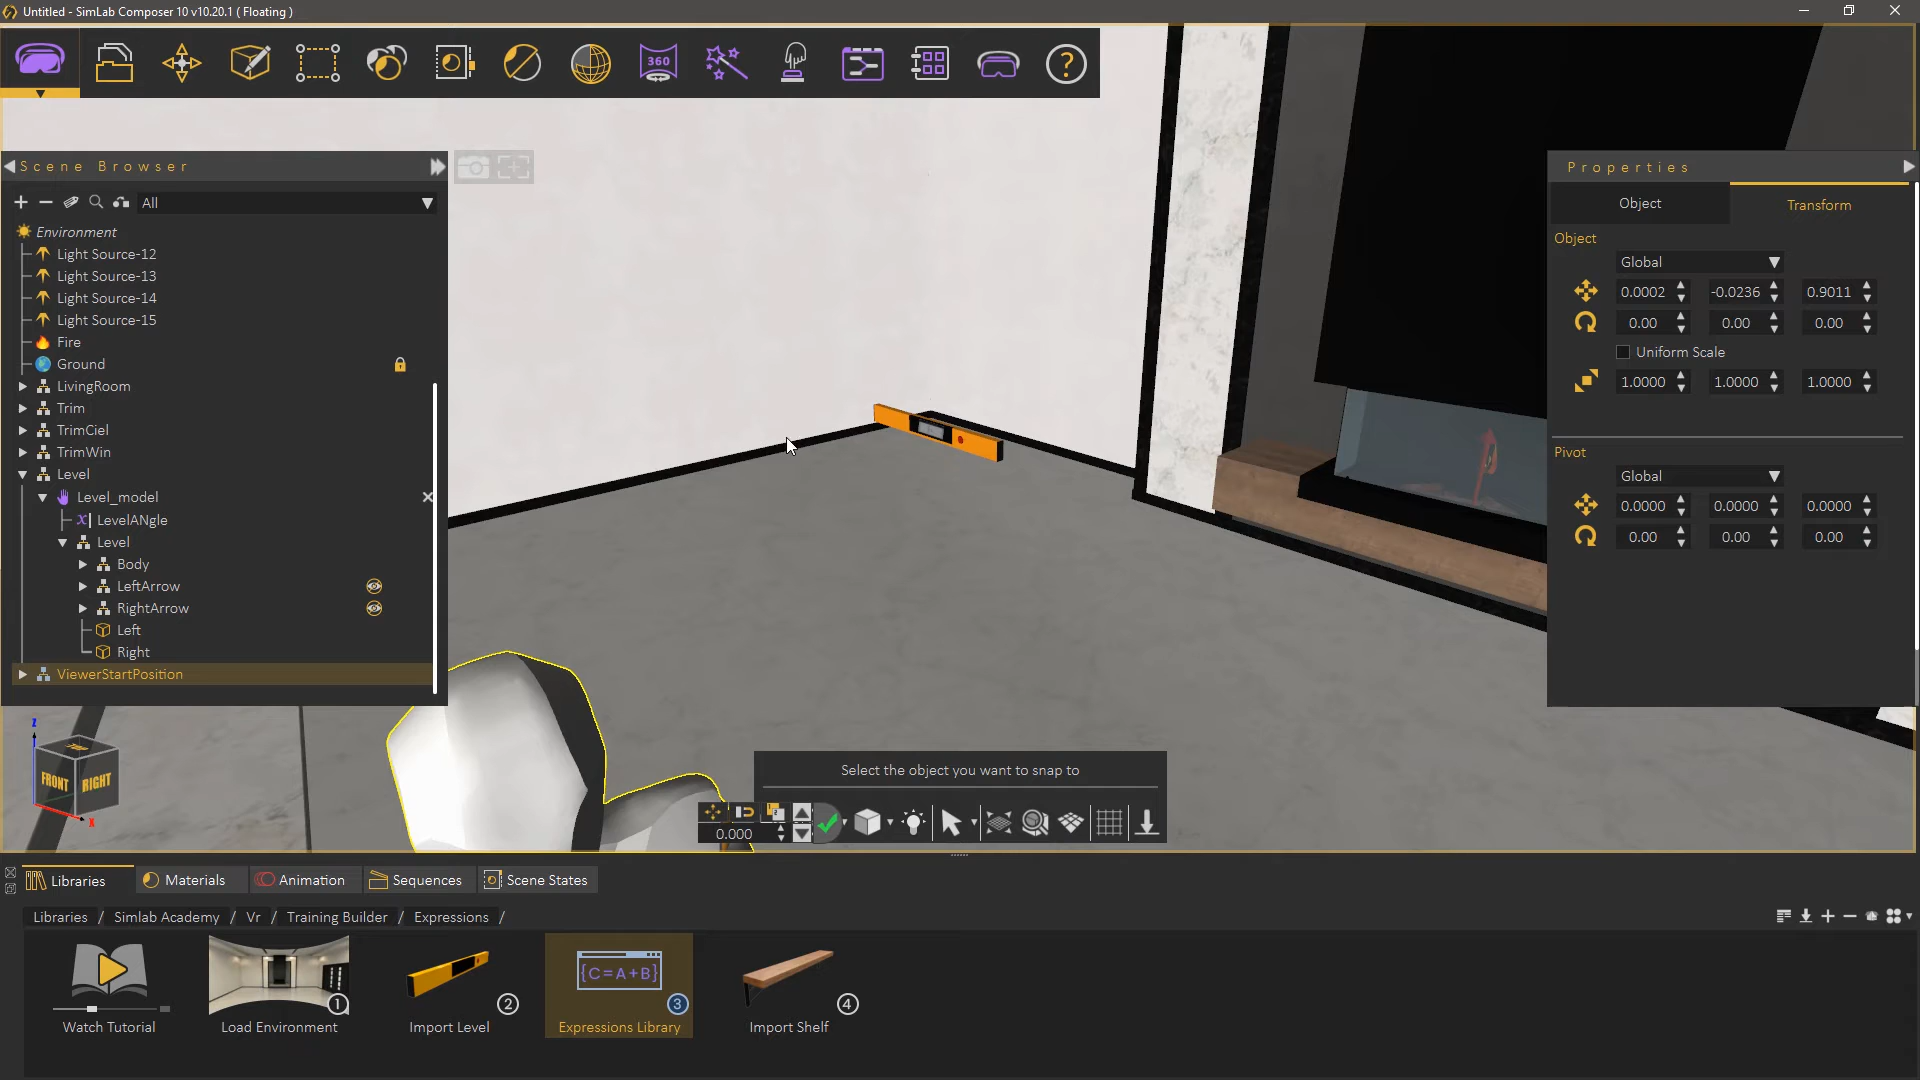 Untitled - SimLab Composer 10 v10.20.1 ( Floating )
360
?
Scene Browser
All
Environment
Light Source-12
Light Source-13
Light Source-14
Light Source-15
Fire
Ground
LivingRoom
Trim
TrimCiel
TrimWin
Level
Level_model
LevelANgle
Level
Body
LeftArrow
RightArrow
Left
Right
ViewerStartPosition
Properties
Object Transform
Object
Global
0.0002 -0.0236 0.9011
0.00 0.00 0.00
Uniform Scale
1.0000 1.0000 1.0000
Pivot
Global
0.0000 0.0000 0.0000
0.00 0.00 0.00
Z
FRONT RIGHT
X
Select the object you want to snap to
0.000
Libraries Materials Animation Sequences Scene States
Libraries / Simlab Academy / Vr / Training Builder / Expressions /
{C=A+B}
1 2 3 4
Watch Tutorial Load Environment Import Level Expressions Library Import Shelf